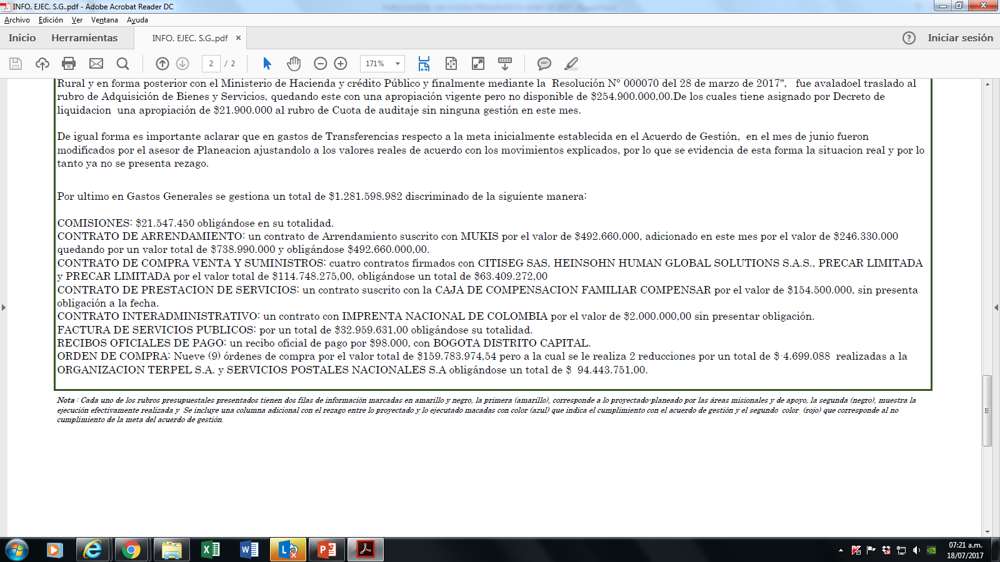 INFO. EJEC. S.G..pdf - Adobe Acrobat Reader DC
Archivo Edición Ver Ventana Ayuda
Inicio Herramientas INFO. EJEC. S.G..pdf × ? Iniciar sesión
2 / 2 171%
Rural y en forma posterior con el Ministerio de Hacienda y crédito Público y finalmente mediante la Resolución N° 000070 del 28 de marzo de 2017", fue avaladoel traslado al
rubro de Adquisición de Bienes y Servicios, quedando este con una apropiación vigente pero no disponible de $254.900.000,00.De los cuales tiene asignado por Decreto de
liquidacion una apropiación de $21.900.000 al rubro de Cuota de auditaje sin ninguna gestión en este mes.
De igual forma es importante aclarar que en gastos de Transferencias respecto a la meta inicialmente establecida en el Acuerdo de Gestión, en el mes de junio fueron
modificados por el asesor de Planeacion ajustandolo a los valores reales de acuerdo con los movimientos explicados, por lo que se evidencia de esta forma la situacion real y por lo
tanto ya no se presenta rezago.
Por ultimo en Gastos Generales se gestiona un total de $1.281.598.982 discriminado de la siguiente manera:
COMISIONES: $21.547.450 obligándose en su totalidad.
CONTRATO DE ARRENDAMIENTO: un contrato de Arrendamiento suscrito con MUKIS por el valor de $492.660.000, adicionado en este mes por el valor de $246.330.000
quedando por un valor total de $738.990.000 y obligándose $492.660.000,00.
CONTRATO DE COMPRA VENTA Y SUMINISTROS: cuatro contratos firmados con CITISEG SAS, HEINSOHN HUMAN GLOBAL SOLUTIONS S.A.S., PRECAR LIMITADA
y PRECAR LIMITADA por el valor total de $114.748.275,00, obligándose un total de $63.409.272,00
CONTRATO DE PRESTACION DE SERVICIOS: un contrato suscrito con la CAJA DE COMPENSACION FAMILIAR COMPENSAR por el valor de $154.500.000, sin presenta
obligación a la fecha.
CONTRATO INTERADMINISTRATIVO: un contrato con IMPRENTA NACIONAL DE COLOMBIA por el valor de $2.000.000,00 sin presentar obligación.
FACTURA DE SERVICIOS PUBLICOS: por un total de $32.959.631,00 obligándose su totalidad.
RECIBOS OFICIALES DE PAGO: un recibo oficial de pago por $98.000, con BOGOTA DISTRITO CAPITAL.
ORDEN DE COMPRA: Nueve (9) órdenes de compra por el valor total de $159.783.974,54 pero a la cual se le realiza 2 reducciones por un total de $-4.699.088 realizadas a la
ORGANIZACION TERPEL S.A. y SERVICIOS POSTALES NACIONALES S.A obligándose un total de $ 94.443.751,00.
Nota : Cada uno de los rubros presupuestales presentados tienen dos filas de información marcadas en amarillo y negro, la primera (amarillo), corresponde a lo proyectado-planeado por las áreas misionales y de apoyo, la segunda (negro), muestra la
ejecución efectivamente realizada y Se incluye una columna adicional con el rezago entre lo proyectado y lo ejecutado macadas con color (azul) que indica el cumplimiento con el acuerdo de gestión y el segundo color (rojo) que corresponde al no
cumplimiento de la meta del acuerdo de gestión.
07:21 a.m.
18/07/2017